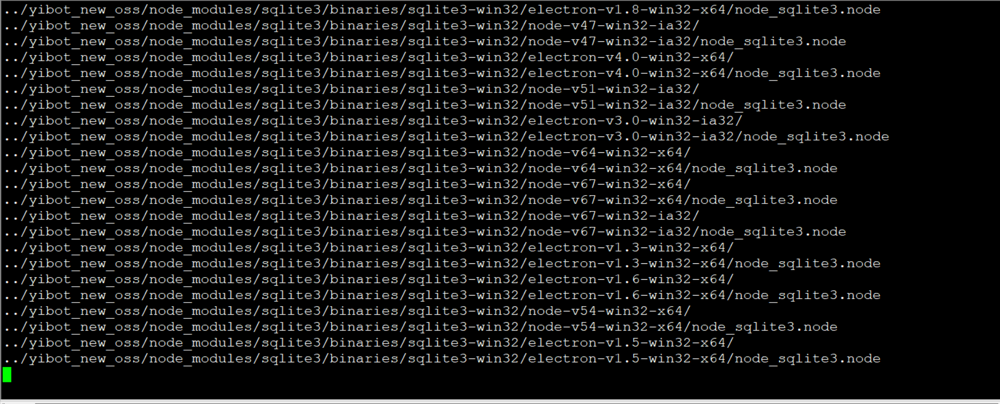 ../yibot_new_oss/node_modules/sqlite3/binaries/sqlite3-win32/electron-v1.8-win32-x64/node_sqlite3.node
../yibot_new_oss/node_modules/sqlite3/binaries/sqlite3-win32/node-v47-win32-ia32/
../yibot_new_oss/node_modules/sqlite3/binaries/sqlite3-win32/node-v47-win32-ia32/node_sqlite3.node
../yibot_new_oss/node_modules/sqlite3/binaries/sqlite3-win32/electron-v4.0-win32-x64/
../yibot_new_oss/node_modules/sqlite3/binaries/sqlite3-win32/electron-v4.0-win32-x64/node_sqlite3.node
../yibot_new_oss/node_modules/sqlite3/binaries/sqlite3-win32/node-v51-win32-ia32/
../yibot_new_oss/node_modules/sqlite3/binaries/sqlite3-win32/node-v51-win32-ia32/node_sqlite3.node
../yibot_new_oss/node_modules/sqlite3/binaries/sqlite3-win32/electron-v3.0-win32-ia32/
../yibot_new_oss/node_modules/sqlite3/binaries/sqlite3-win32/electron-v3.0-win32-ia32/node_sqlite3.node
../yibot_new_oss/node_modules/sqlite3/binaries/sqlite3-win32/node-v64-win32-x64/
../yibot_new_oss/node_modules/sqlite3/binaries/sqlite3-win32/node-v64-win32-x64/node_sqlite3.node
../yibot_new_oss/node_modules/sqlite3/binaries/sqlite3-win32/node-v67-win32-x64/
../yibot_new_oss/node_modules/sqlite3/binaries/sqlite3-win32/node-v67-win32-x64/node_sqlite3.node
../yibot_new_oss/node_modules/sqlite3/binaries/sqlite3-win32/node-v67-win32-ia32/
../yibot_new_oss/node_modules/sqlite3/binaries/sqlite3-win32/node-v67-win32-ia32/node_sqlite3.node
../yibot_new_oss/node_modules/sqlite3/binaries/sqlite3-win32/electron-v1.3-win32-x64/
../yibot_new_oss/node_modules/sqlite3/binaries/sqlite3-win32/electron-v1.3-win32-x64/node_sqlite3.node
../yibot_new_oss/node_modules/sqlite3/binaries/sqlite3-win32/electron-v1.6-win32-x64/
../yibot_new_oss/node_modules/sqlite3/binaries/sqlite3-win32/electron-v1.6-win32-x64/node_sqlite3.node
../yibot_new_oss/node_modules/sqlite3/binaries/sqlite3-win32/node-v54-win32-x64/
../yibot_new_oss/node_modules/sqlite3/binaries/sqlite3-win32/node-v54-win32-x64/node_sqlite3.node
../yibot_new_oss/node_modules/sqlite3/binaries/sqlite3-win32/electron-v1.5-win32-x64/
../yibot_new_oss/node_modules/sqlite3/binaries/sqlite3-win32/electron-v1.5-win32-x64/node_sqlite3.node